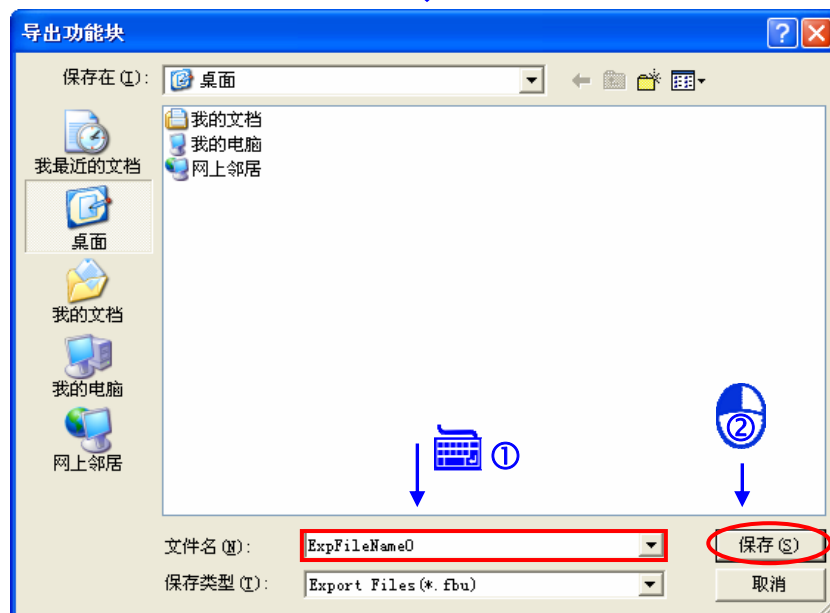 导出功能块
保存在(I): 桌面
我的文档
我的电脑
网上邻居
我最近的文档
桌面
我的文档
我的电脑
网上邻居
① ②
文件名(N): ExpFileName0 保存(S)
保存类型(T): Export Files(*.fbu) 取消